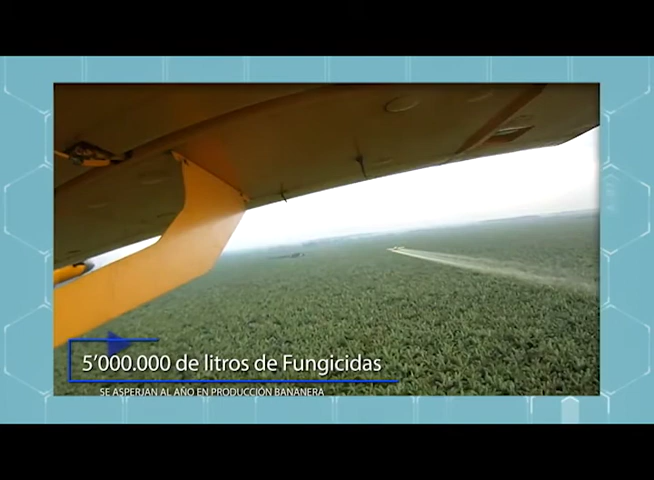 5'000.000 de litros de Fungicidas
SE ASPERJAN AL AÑO EN PRODUCCIÓN BANANERA